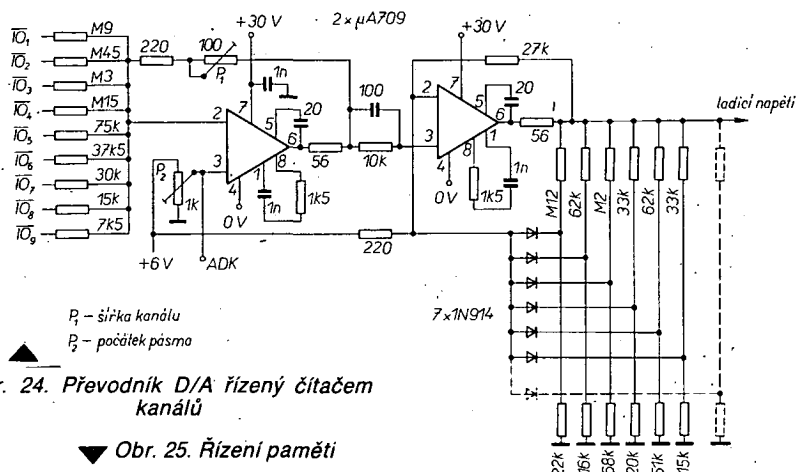 +30 V
2 × µA709
+30 V
IO₁ M9
IO₂ M45
IO₃ M3
IO₄ M15
IO₅ 75k
IO₆ 37k5
IO₇ 30k
IO₈ 15k
IO₉ 7k5
220
100
P₁
1n
7
20
2
5
6
3
8
1
4
56
100
10k
P₂
1k
0V
1n
1k5
+6 V
ADK
220
27k
7
2
5
20
6
3
1
8
4
56
0V
1k5
1n
ladicí napětí
M12
62k
M2
33k
62k
33k
7×1N914
22k
16k
68k
20k
51k
15k
P₁ – šířka kanálu
P₂ – počátek pásma
r. 24. Převodník D/A řízený čítačem
kanálů
Obr. 25. Řízení paměti